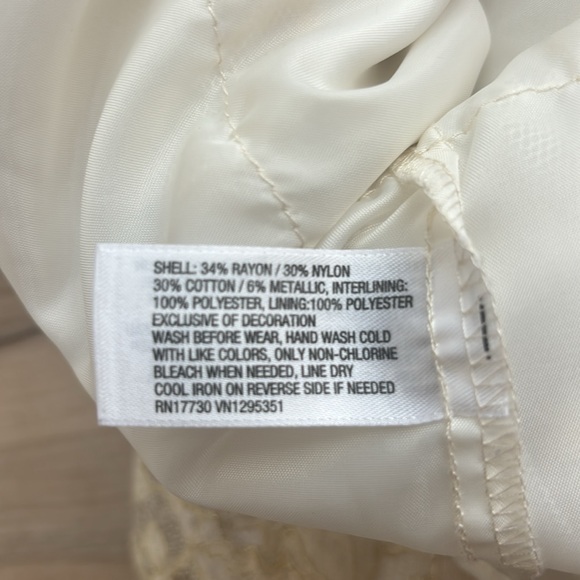 SHELL: 34% RAYON / 30% NYLON
30% COTTON / 6% METALLIC, INTERLINING:
100% POLYESTER, LINING:100% POLYESTER
EXCLUSIVE OF DECORATION
WASH BEFORE WEAR, HAND WASH COLD
WITH LIKE COLORS, ONLY NON-CHLORINE
BLEACH WHEN NEEDED, LINE DRY
COOL IRON ON REVERSE SIDE IF NEEDED
RN17730 VN1295351